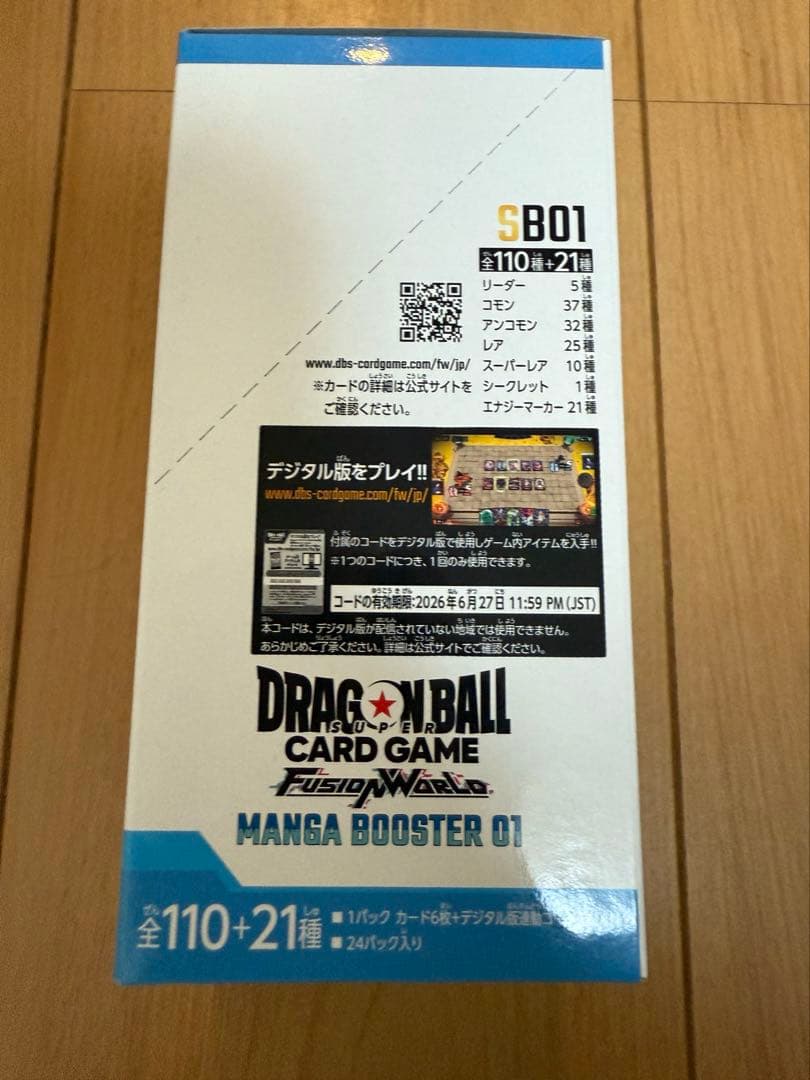 SB01
全110種+21種
リーダー 5種
コモン 37種
アンコモン 32種
レア 25種
スーパーレア 10種
シークレット 1種
エナジーマーカー 21種
www.dbs-cardgame.com/fw/jp/
※カードの詳細は公式サイトを
ご確認ください。
デジタル版をプレイ!!
www.dbs-cardgame.com/fw/jp/
付属のコードをデジタル版で使用しゲーム内アイテムを入手!!
※1つのコードにつき、1回のみ使用できます。
コードの有効期限:2026年6月27日 11:59 PM (JST)
本コードは、デジタル版が配信されていない地域では使用できません。
あらかじめご了承ください。詳細は公式サイトでご確認ください。
DRAGON BALL
SUPER
CARD GAME
FUSION WORLD
MANGA BOOSTER 01
全110+21種
■1パック カード6枚+デジタル版連動コ
■24パック入り